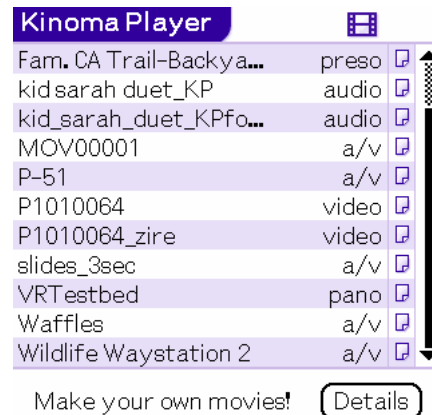 Kinoma Player
Fam. CA Trail-Backya... preso
kid sarah duet_KP audio
kid_sarah_duet_KPfo... audio
MOV00001 a/v
P-51 a/v
P1010064 video
P1010064_zire video
slides_3sec a/v
VRTestbed pano
Waffles a/v
Wildlife Waystation 2 a/v
Make your own movies! Details